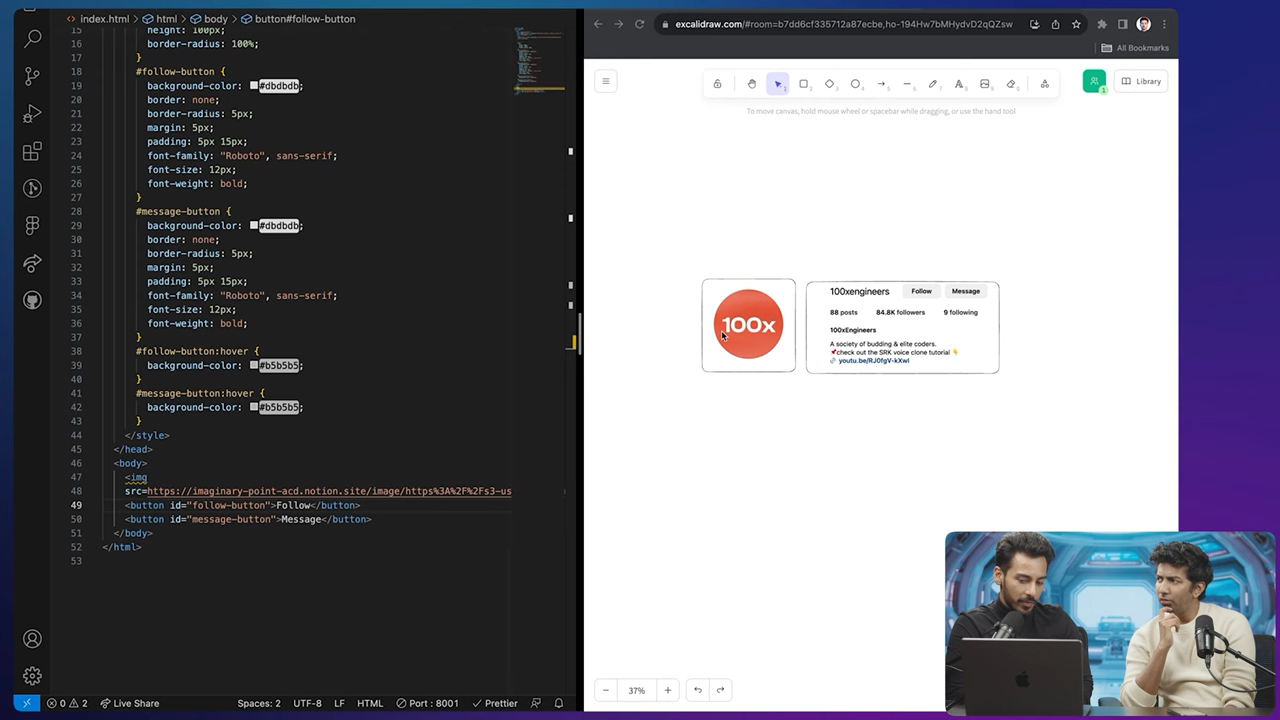 index.html > html > body > button#follow-button
15 height: 100px;
16 border-radius: 100%;
17 }
18 #follow-button {
19 background-color: #dbdbdb;
20 border: none;
21 border-radius: 5px;
22 margin: 5px;
23 padding: 5px 15px;
24 font-family: "Roboto", sans-serif;
25 font-size: 12px;
26 font-weight: bold;
27 }
28 #message-button {
29 background-color: #dbdbdb;
30 border: none;
31 border-radius: 5px;
32 margin: 5px;
33 padding: 5px 15px;
34 font-family: "Roboto", sans-serif;
35 font-size: 12px;
36 font-weight: bold;
37 }
38 #follow-button:hover {
39 background-color: #b5b5b5;
40 }
41 #message-button:hover {
42 background-color: #b5b5b5;
43 }
44 </style>
45 </head>
46 <body>
47 <img
48 src=https://imaginary-point-acd.notion.site/image/https%3A%2F%2Fs3-us
49 <button id="follow-button">Follow</button>
50 <button id="message-button">Message</button>
51 </body>
52 </html>
53
0 2 Live Share Spaces: 2 UTF-8 LF HTML Port : 8001 Prettier
excalidraw.com/#room=b7dd6cf335712a87ecbe,ho-194Hw7bMHydvD2qQZsw
All Bookmarks
Library
To move canvas, hold mouse wheel or spacebar while dragging, or use the hand tool
100x
100xengineers Follow Message
88 posts 84.8K followers 9 following
100xEngineers
A society of budding & elite coders.
📌check out the SRK voice clone tutorial 👇
youtu.be/RJ0fgV-kXwI
37%